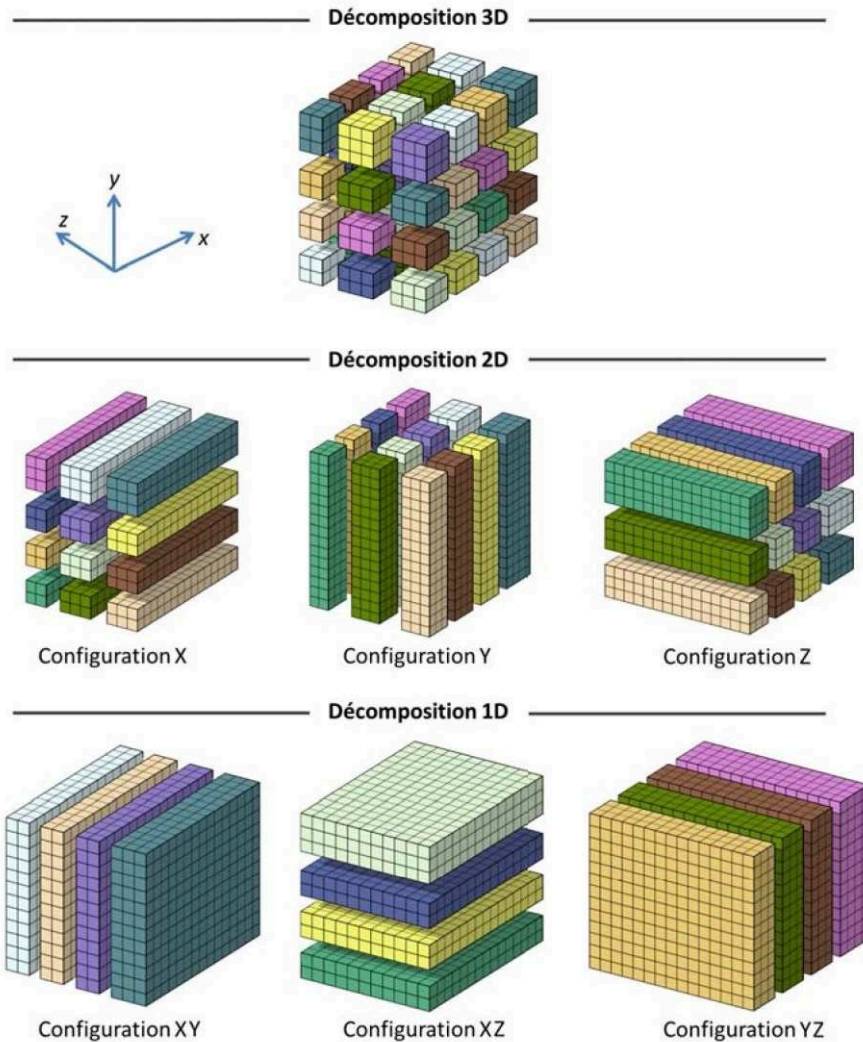 Décomposition 3D
y
z
x
Décomposition 2D
Configuration X
Configuration Y
Configuration Z
Décomposition 1D
Configuration XY
Configuration XZ
Configuration YZ